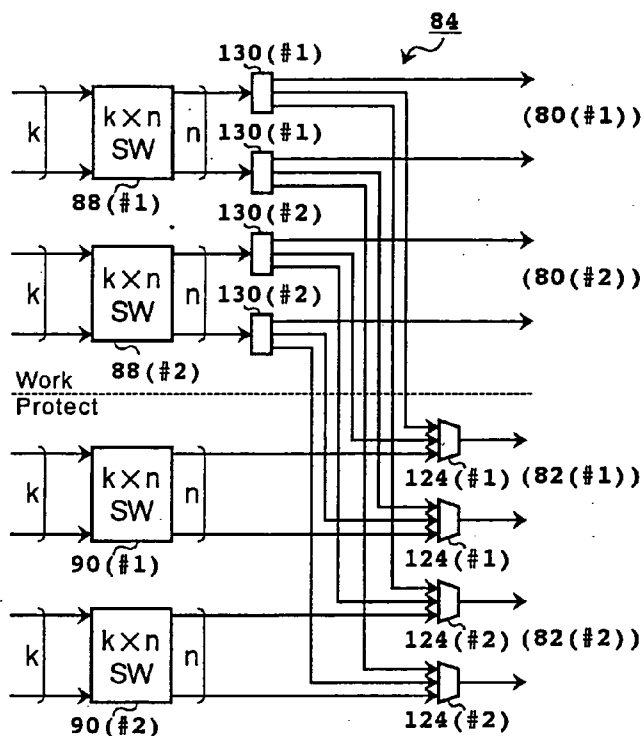 84
130(#1)
k
k×n
SW
n
(80(#1))
130(#1)
88(#1)
130(#2)
k
k×n
SW
n
(80(#2))
130(#2)
88(#2)
Work
Protect
k
k×n
SW
n
124(#1)
(82(#1))
90(#1)
124(#1)
k
k×n
SW
n
124(#2)
(82(#2))
90(#2)
124(#2)